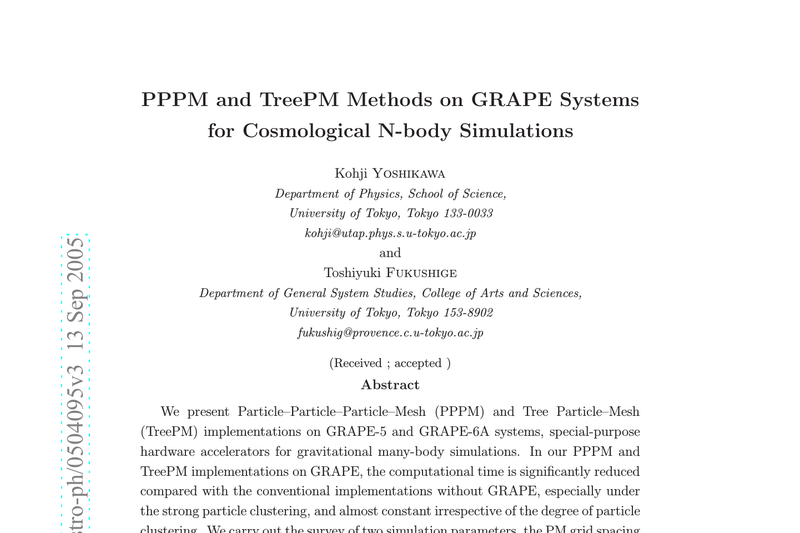 PPPM and TreePM Methods on GRAPE Systems
for Cosmological N-body Simulations
Kohji YOSHIKAWA
Department of Physics, School of Science,
University of Tokyo, Tokyo 133-0033
kohji@utap.phys.s.u-tokyo.ac.jp
and
Toshiyuki FUKUSHIGE
Department of General System Studies, College of Arts and Sciences,
University of Tokyo, Tokyo 153-8902
fukushig@provence.c.u-tokyo.ac.jp
(Received ; accepted )
Abstract
We present Particle–Particle–Particle–Mesh (PPPM) and Tree Particle–Mesh
(TreePM) implementations on GRAPE-5 and GRAPE-6A systems, special-purpose
hardware accelerators for gravitational many-body simulations. In our PPPM and
TreePM implementations on GRAPE, the computational time is significantly reduced
compared with the conventional implementations without GRAPE, especially under
the strong particle clustering, and almost constant irrespective of the degree of particle
clustering. We carry out the survey of two simulation parameters, the PM grid spacing
stro-ph/0504095v3 13 Sep 2005